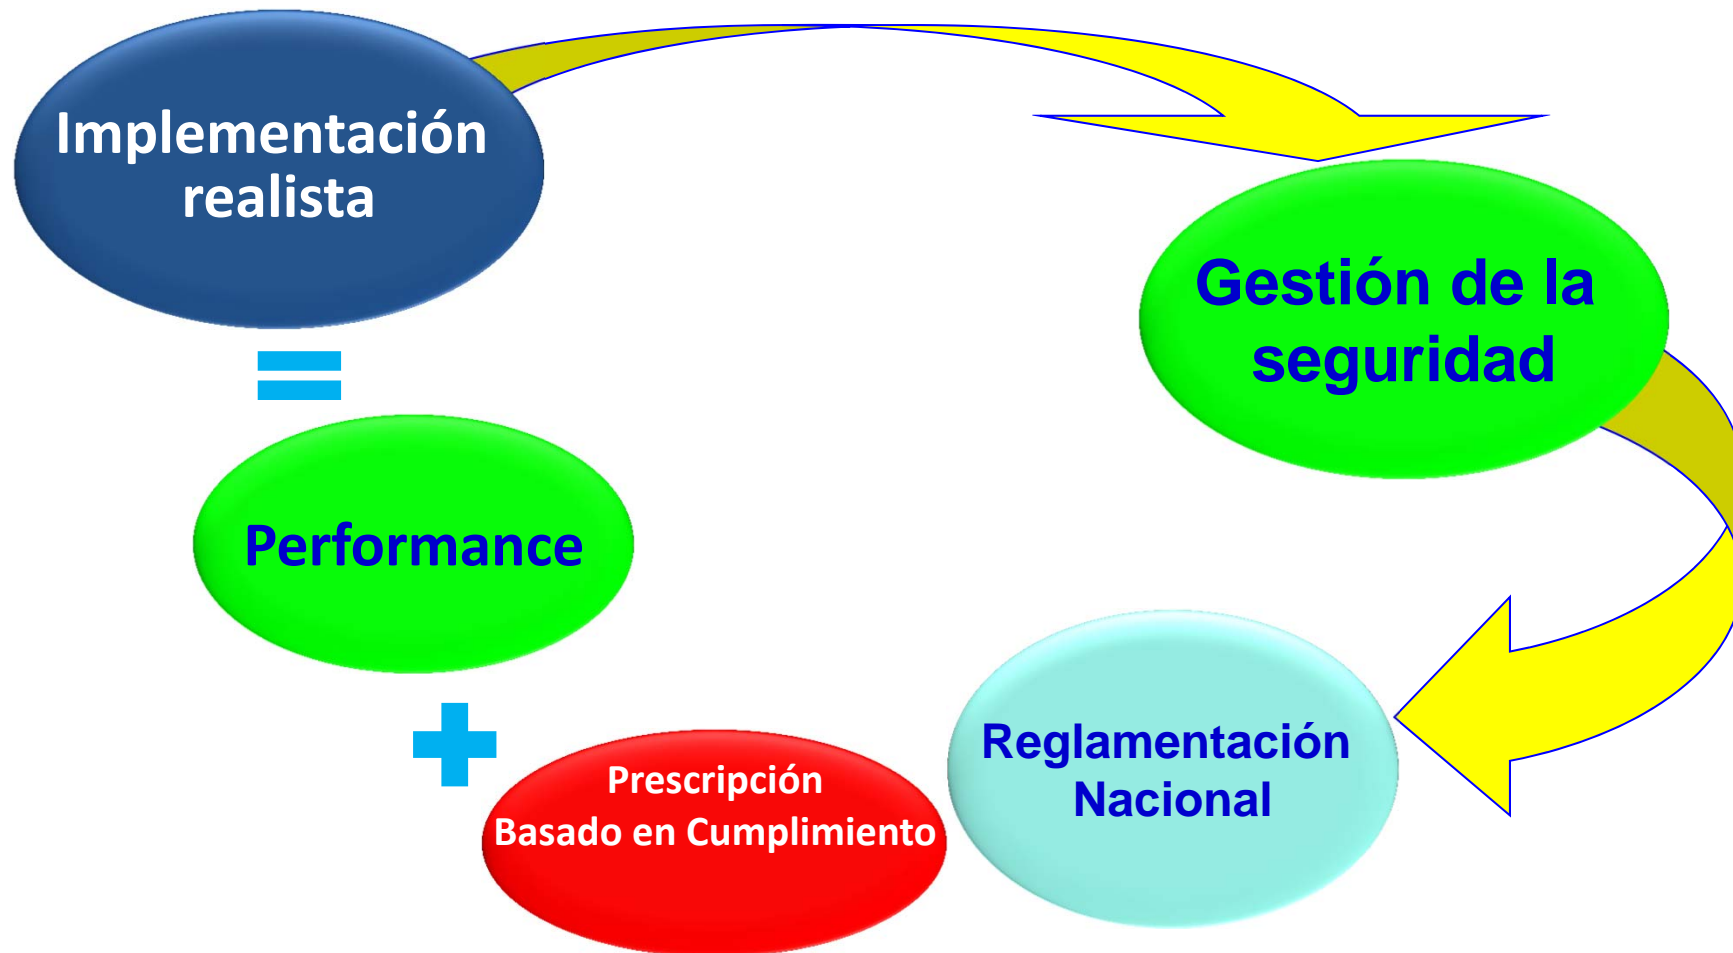 Implementación
realista
Gestión de la
seguridad
=
Performance
+
Prescripción
Basado en Cumplimiento
Reglamentación
Nacional